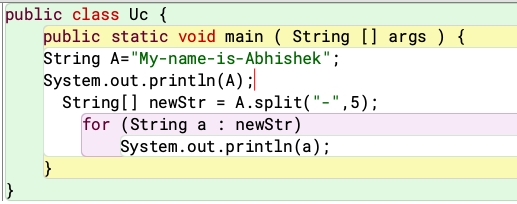 public class Uc {
public static void main ( String [] args ) {
String A="My-name-is-Abhishek";
System.out.println(A);
String[] newStr = A.split("-",5);
for (String a : newStr)
System.out.println(a);
}
}